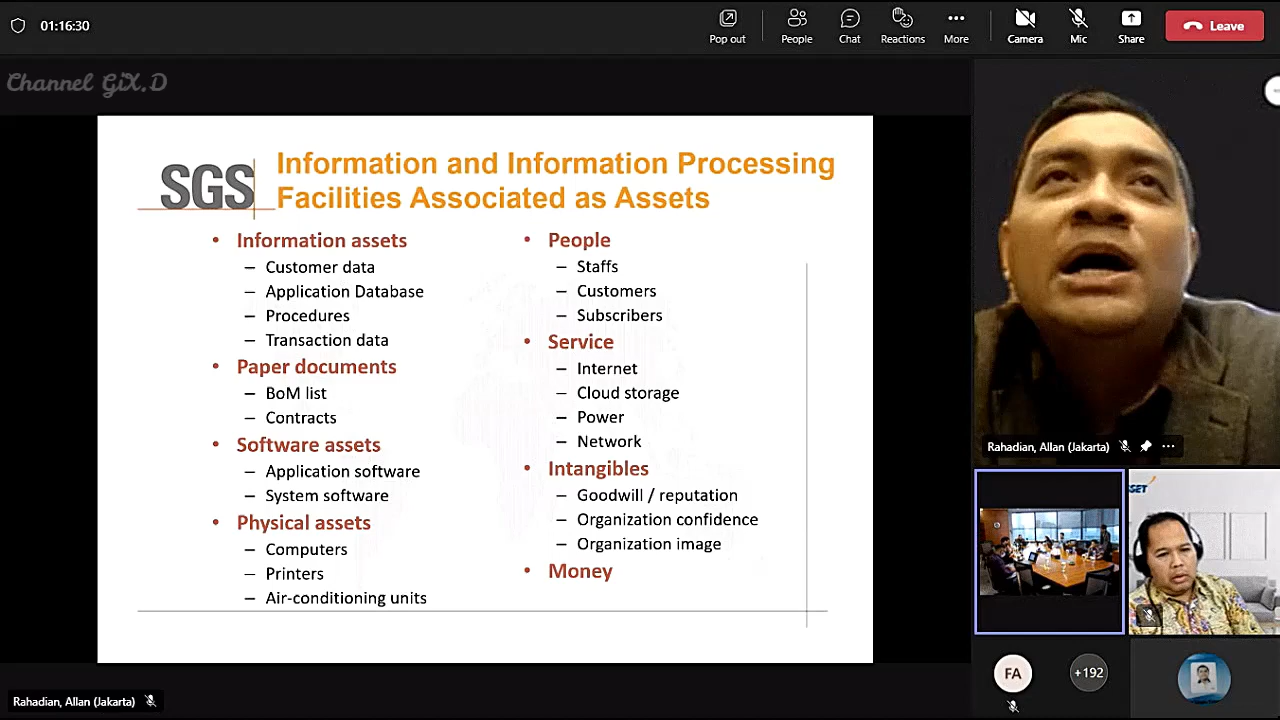 01:16:30
Pop out
People
Chat
Reactions
More
Camera
Mic
Share
Leave
Channel GiX.D
SGS
Information and Information Processing
Facilities Associated as Assets
• Information assets
– Customer data
– Application Database
– Procedures
– Transaction data
• Paper documents
– BoM list
– Contracts
• Software assets
– Application software
– System software
• Physical assets
– Computers
– Printers
– Air-conditioning units
• People
– Staffs
– Customers
– Subscribers
• Service
– Internet
– Cloud storage
– Power
– Network
• Intangibles
– Goodwill / reputation
– Organization confidence
– Organization image
• Money
Rahadian, Allan (Jakarta)
SET
FA
+192
Rahadian, Allan (Jakarta)